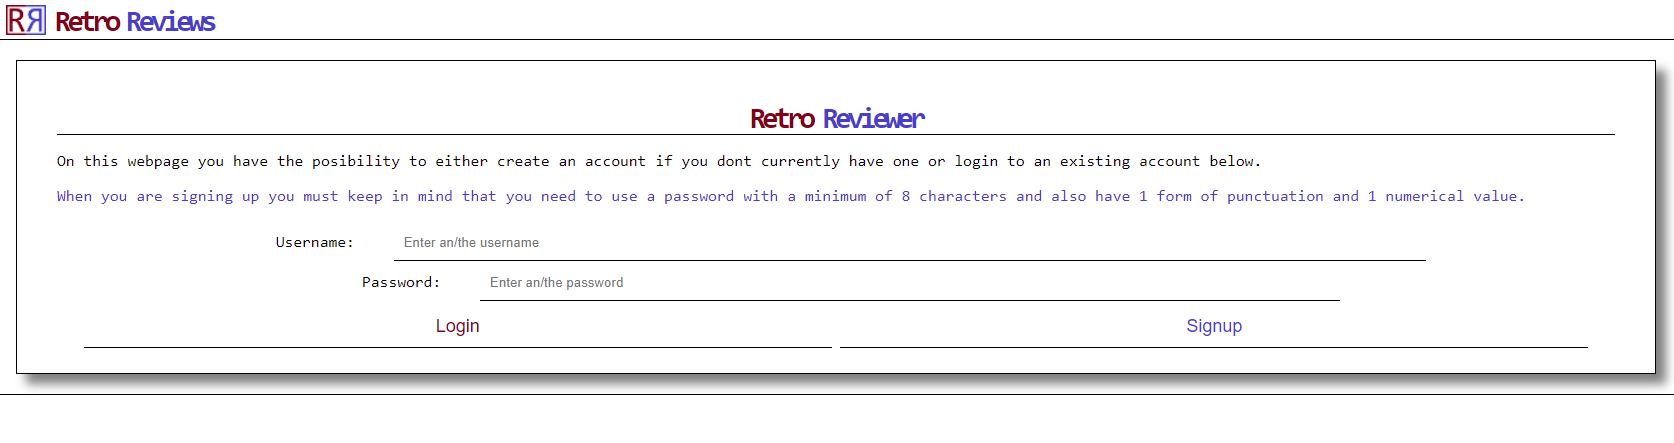 RR Retro Reviews
Retro Reviewer
On this webpage you have the posibility to either create an account if you dont currently have one or login to an existing account below.
When you are signing up you must keep in mind that you need to use a password with a minimum of 8 characters and also have 1 form of punctuation and 1 numerical value.
Username: Enter an/the username
Password: Enter an/the password
Login Signup